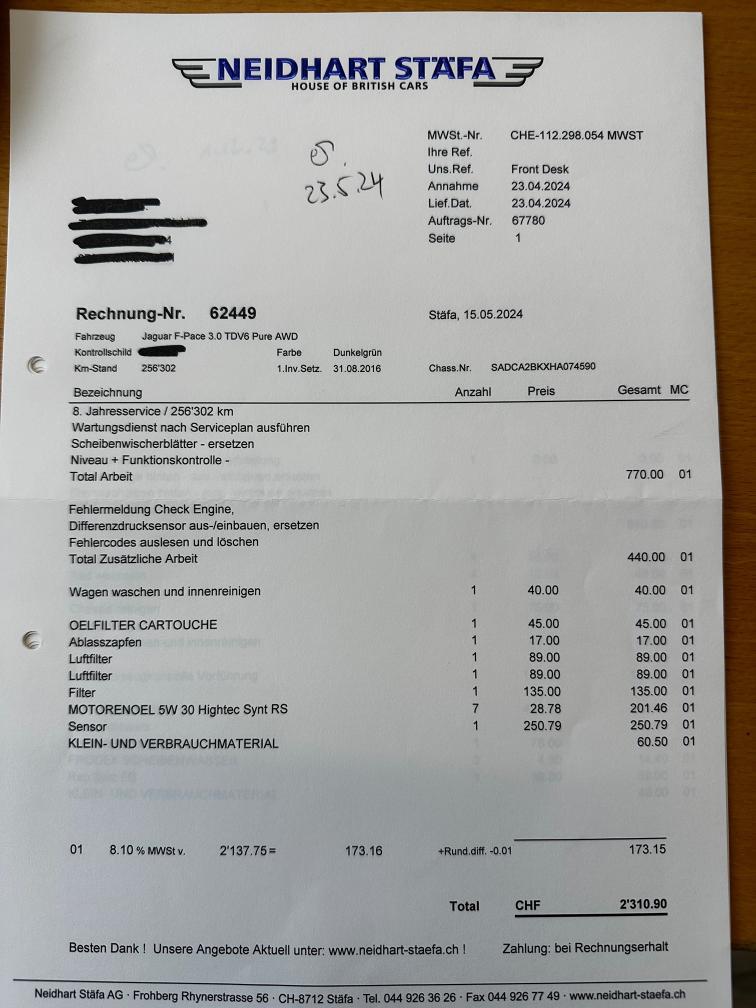 NEIDHART STÄFA
HOUSE OF BRITISH CARS
MWSt.-Nr. CHE-112.298.054 MWST
Ihre Ref.
Uns.Ref. Front Desk
Annahme 23.04.2024
Lief.Dat. 23.04.2024
Auftrags-Nr. 67780
Seite 1
23.5.24
Rechnung-Nr. 62449 Stäfa, 15.05.2024
Fahrzeug Jaguar F-Pace 3.0 TDV6 Pure AWD
Kontrollschild Farbe Dunkelgrün
Km-Stand 256'302 1.Inv.Setz. 31.08.2016 Chass.Nr. SADCA2BKXHA074590
Bezeichnung Anzahl Preis Gesamt MC
8. Jahresservice / 256'302 km
Wartungsdienst nach Serviceplan ausführen
Scheibenwischerblätter - ersetzen
Niveau + Funktionskontrolle -
Total Arbeit 770.00 01
Fehlermeldung Check Engine,
Differenzdrucksensor aus-/einbauen, ersetzen
Fehlercodes auslesen und löschen
Total Zusätzliche Arbeit 440.00 01
Wagen waschen und innenreinigen 1 40.00 40.00 01
OELFILTER CARTOUCHE 1 45.00 45.00 01
Ablasszapfen 1 17.00 17.00 01
Luftfilter 1 89.00 89.00 01
Luftfilter 1 89.00 89.00 01
Filter 1 135.00 135.00 01
MOTORENOEL 5W 30 Hightec Synt RS 7 28.78 201.46 01
Sensor 1 250.79 250.79 01
KLEIN- UND VERBRAUCHMATERIAL 60.50 01
01 8.10 % MWSt v. 2'137.75 = 173.16 +Rund.diff. -0.01 173.15
Total CHF 2'310.90
Besten Dank ! Unsere Angebote Aktuell unter: www.neidhart-staefa.ch ! Zahlung: bei Rechnungserhalt
Neidhart Stäfa AG · Frohberg Rhynerstrasse 56 · CH-8712 Stäfa · Tel. 044 926 36 26 · Fax 044 926 77 49 · www.neidhart-staefa.ch